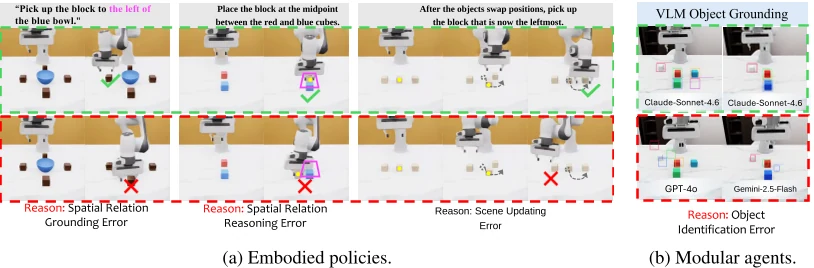 "Pick up the block to the left of
the blue bowl."
Place the block at the midpoint
between the red and blue cubes.
After the objects swap positions, pick up
the block that is now the leftmost.
Reason: Spatial Relation
Grounding Error
Reason: Spatial Relation
Reasoning Error
Reason: Scene Updating
Error
(a) Embodied policies.
VLM Object Grounding
Claude-Sonnet-4.6
Claude-Sonnet-4.6
GPT-4o
Gemini-2.5-Flash
Reason: Object
Identification Error
(b) Modular agents.